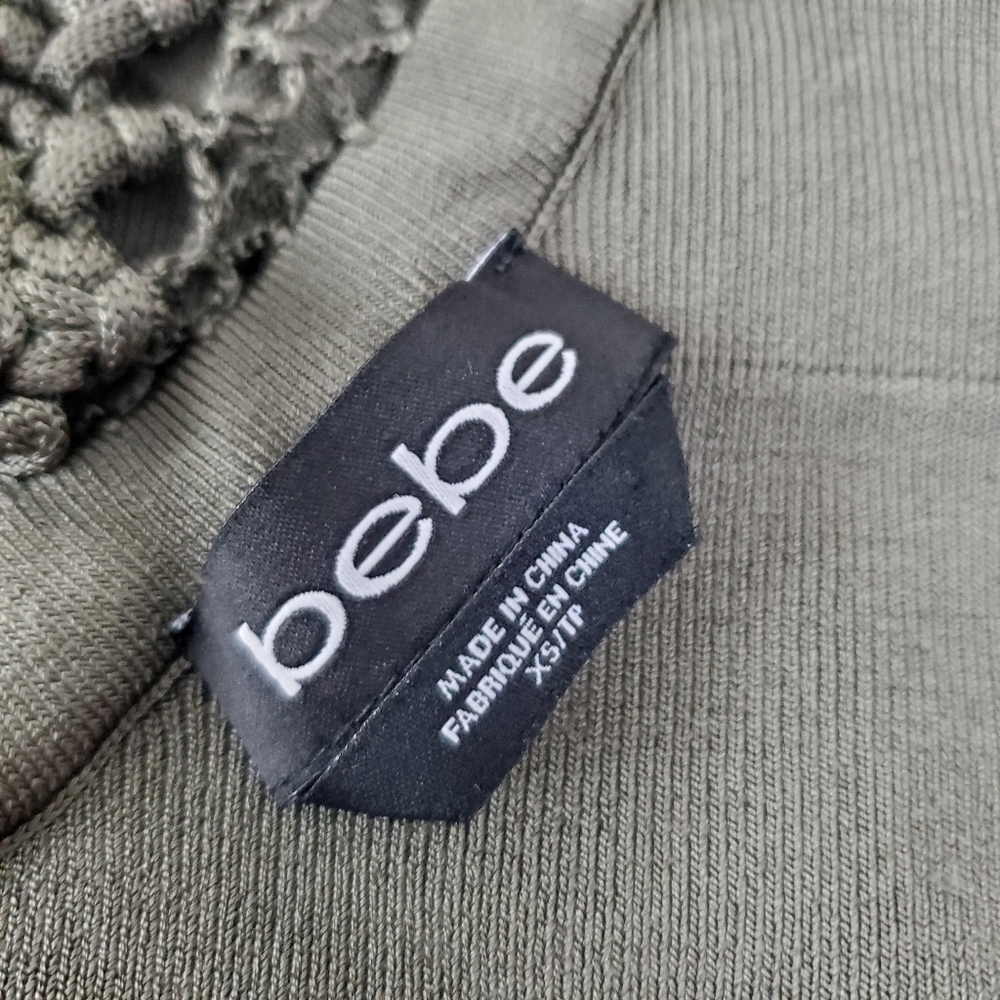 bebe
MADE IN CHINA
FABRIQUÉ EN CHINE
XS/TP